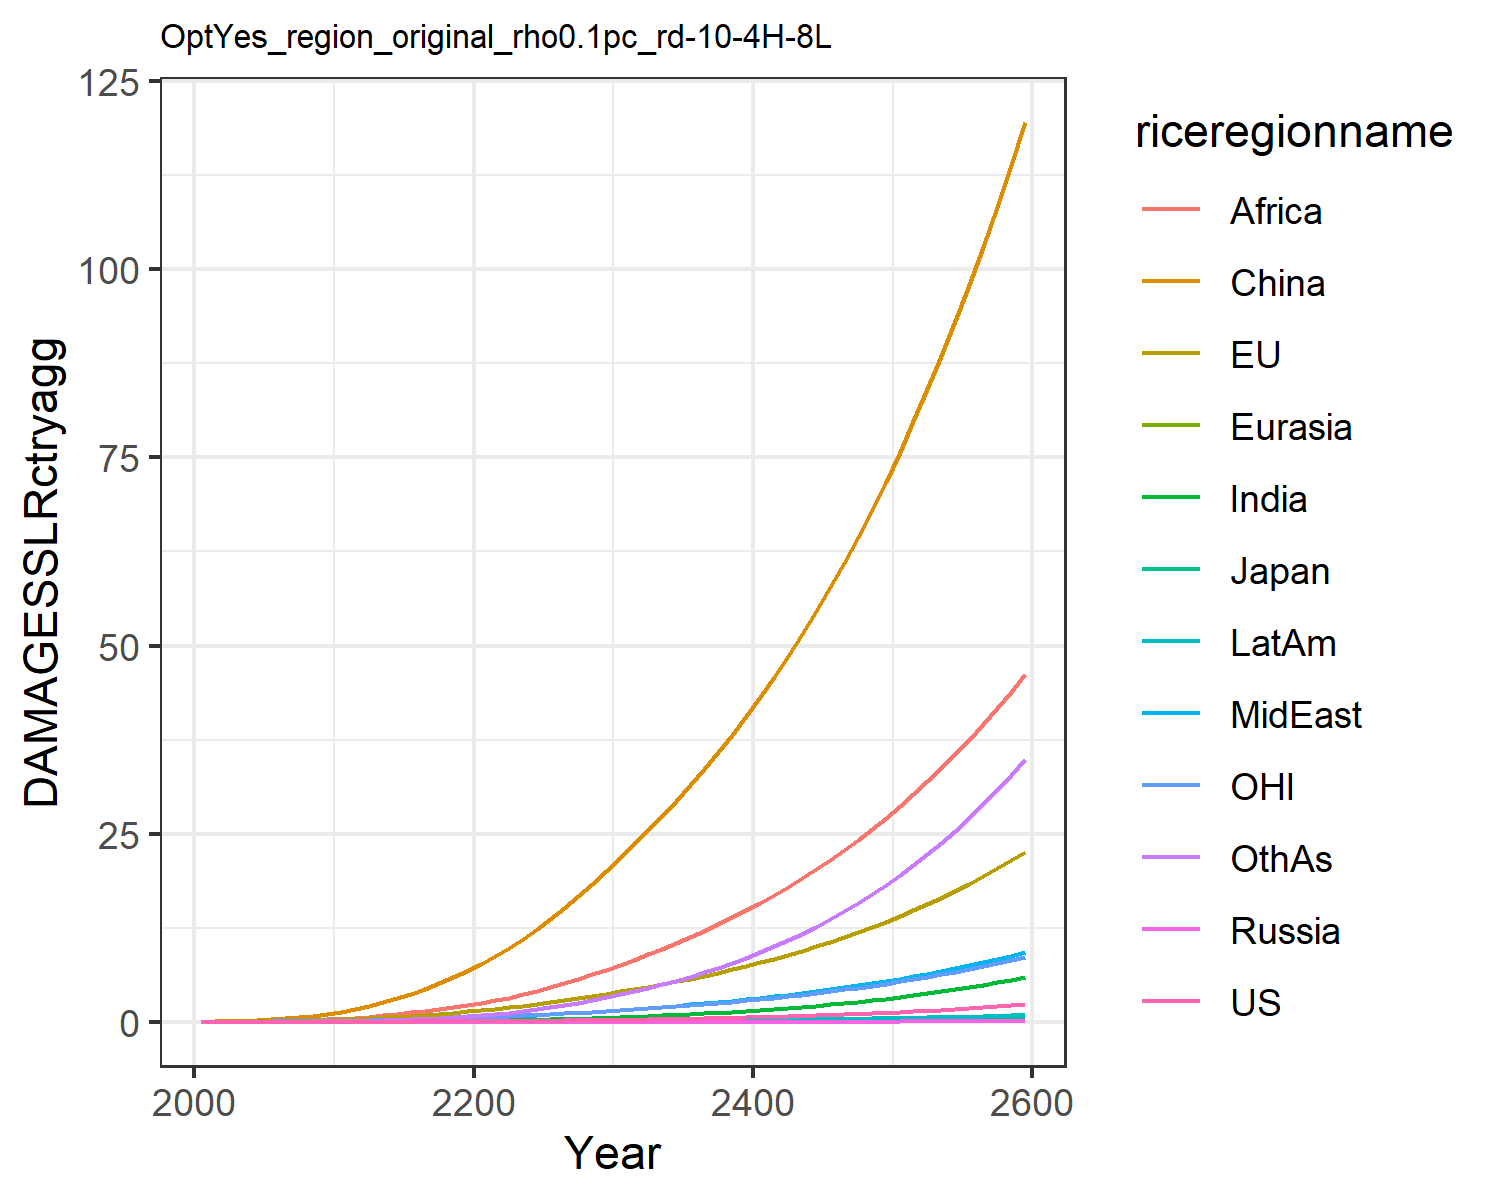 OptYes_region_original_rho0.1pc_rd-10-4H-8L
125
100
75
50
25
0
DAMAGESSLRctryagg
2000 2200 2400 2600
Year
riceregionname
Africa
China
EU
Eurasia
India
Japan
LatAm
MidEast
OHI
OthAs
Russia
US